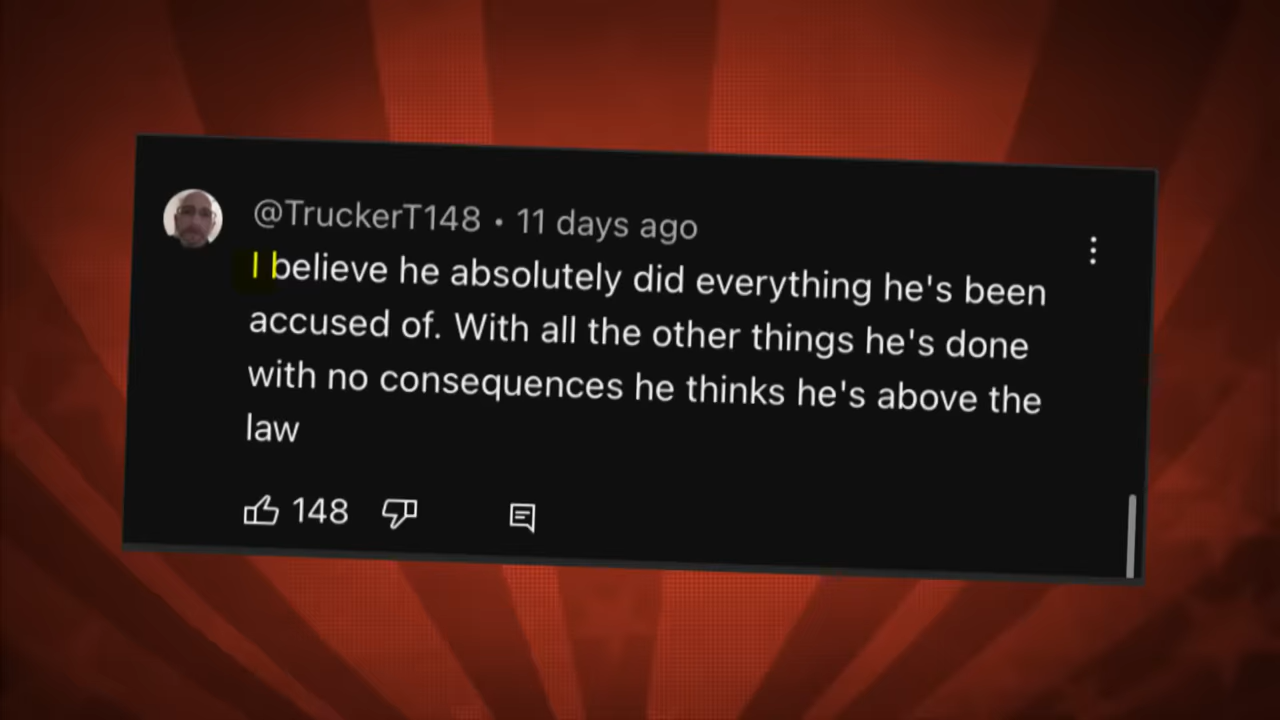 @TruckerT148 • 11 days ago
I believe he absolutely did everything he's been
accused of. With all the other things he's done
with no consequences he thinks he's above the
law
148